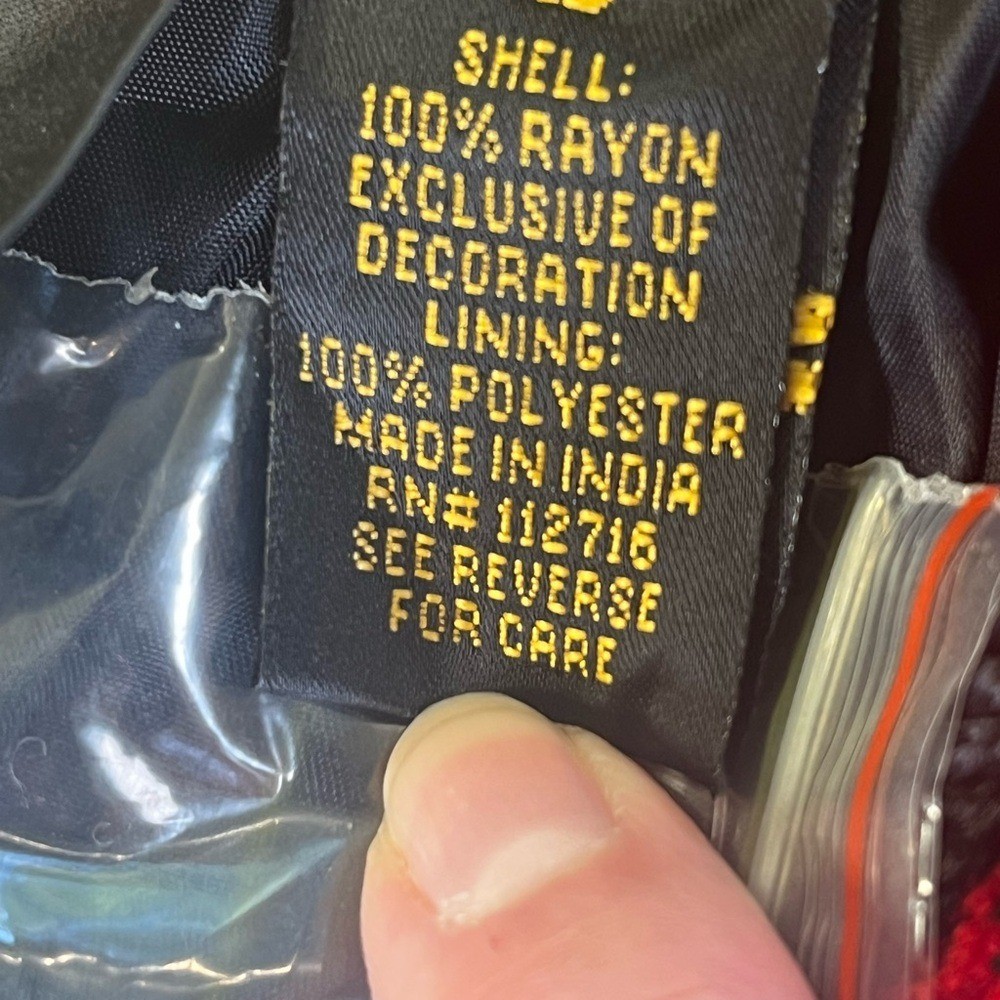 SHELL:
100% RAYON
EXCLUSIVE OF
DECORATION
LINING:
100% POLYESTER
MADE IN INDIA
RN# 112716
SEE REVERSE
FOR CARE